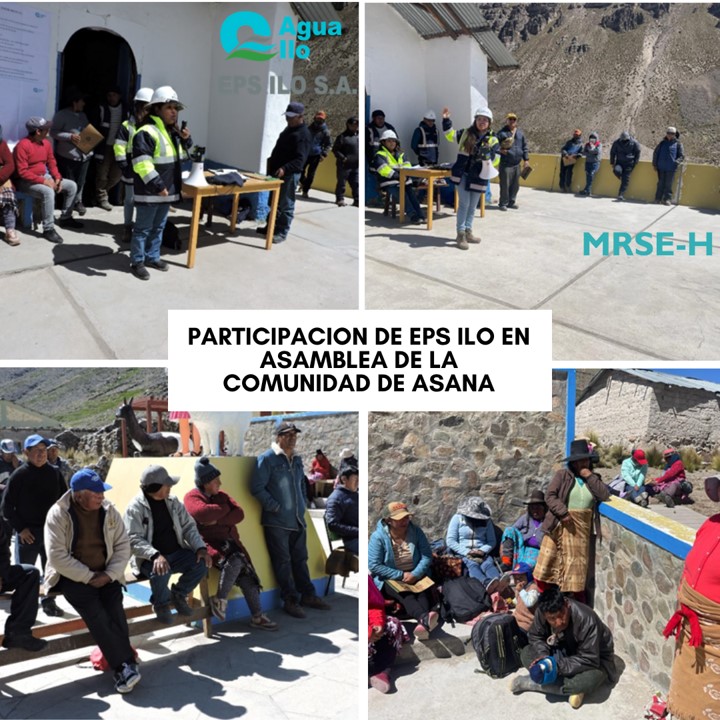 Agua
Ilo
EPS ILO S.A.
MRSE-H
PARTICIPACION DE EPS ILO EN
ASAMBLEA DE LA
COMUNIDAD DE ASANA